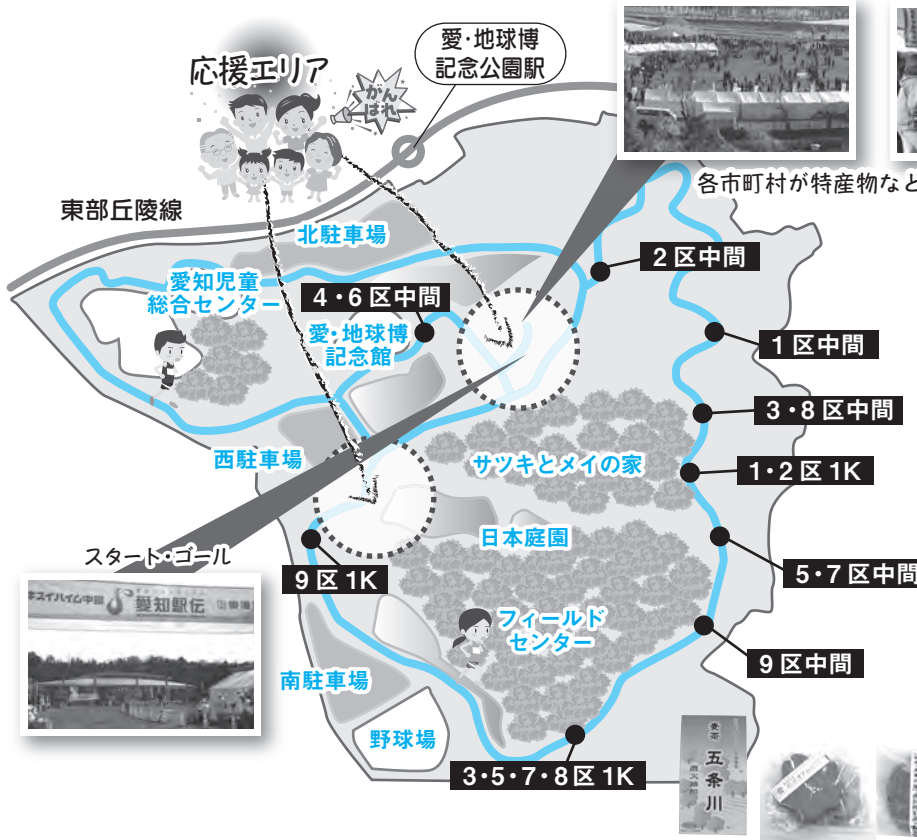 応援エリア
がん
ばれ
愛・地球博
記念公園駅
各市町村が特産物など
東部丘陵線
北駐車場
2区中間
愛知児童
総合センター
4・6区中間
愛・地球博
記念館
1区中間
3・8区中間
西駐車場
サツキとメイの家
1・2区1K
日本庭園
スタート・ゴール
9区1K
5・7区中間
愛知駅伝
フィールド
センター
9区中間
南駐車場
野球場
3・5・7・8区1K
五条川